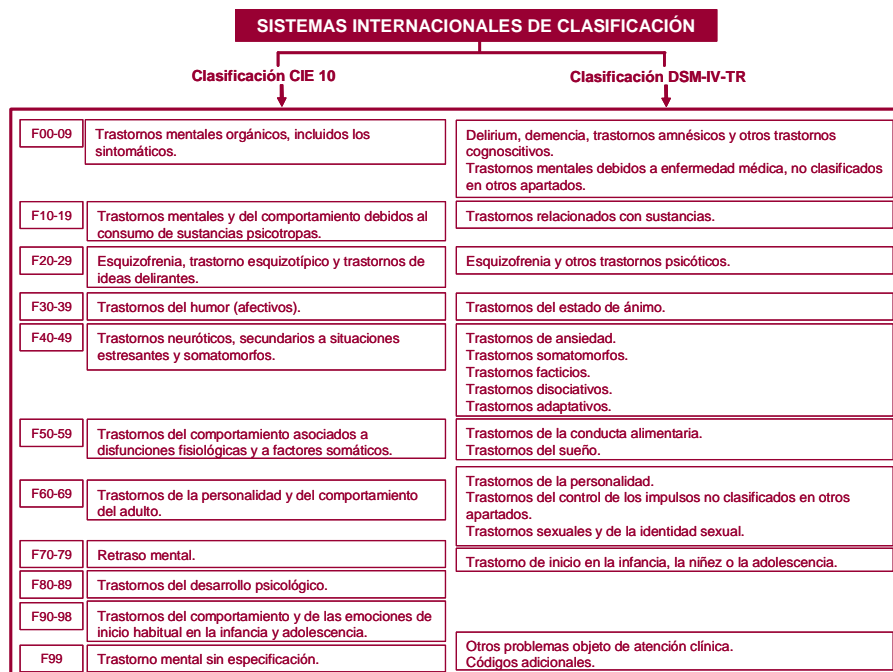 SISTEMAS INTERNACIONALES DE CLASIFICACIÓN
Clasificación CIE 10
Clasificación DSM-IV-TR
F00-09
Trastornos mentales orgánicos, incluidos los
sintomáticos.
Delirium, demencia, trastornos amnésicos y otros trastornos
cognoscitivos.
Trastornos mentales debidos a enfermedad médica, no clasificados
en otros apartados.
F10-19
Trastornos mentales y del comportamiento debidos al
consumo de sustancias psicotropas.
Trastornos relacionados con sustancias.
F20-29
Esquizofrenia, trastorno esquizotípico y trastornos de
ideas delirantes.
Esquizofrenia y otros trastornos psicóticos.
F30-39
Trastornos del humor (afectivos).
Trastornos del estado de ánimo.
F40-49
Trastornos neuróticos, secundarios a situaciones
estresantes y somatomorfos.
Trastornos de ansiedad.
Trastornos somatomorfos.
Trastornos facticios.
Trastornos disociativos.
Trastornos adaptativos.
F50-59
Trastornos del comportamiento asociados a
disfunciones fisiológicas y a factores somáticos.
Trastornos de la conducta alimentaria.
Trastornos del sueño.
F60-69
Trastornos de la personalidad y del comportamiento
del adulto.
Trastornos de la personalidad.
Trastornos del control de los impulsos no clasificados en otros
apartados.
Trastornos sexuales y de la identidad sexual.
F70-79
Retraso mental.
Trastorno de inicio en la infancia, la niñez o la adolescencia.
F80-89
Trastornos del desarrollo psicológico.
F90-98
Trastornos del comportamiento y de las emociones de
inicio habitual en la infancia y adolescencia.
F99
Trastorno mental sin especificación.
Otros problemas objeto de atención clínica.
Códigos adicionales.